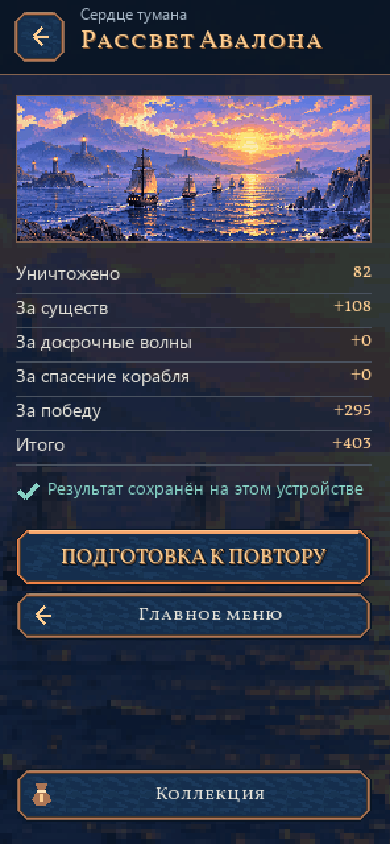 Сердце тумана
Рассвет Авалона
Уничтожено 82
За существ +108
За досрочные волны +0
За спасение корабля +0
За победу +295
Итого +403
Результат сохранён на этом устройстве
ПОДГОТОВКА К ПОВТОРУ
Главное меню
Коллекция